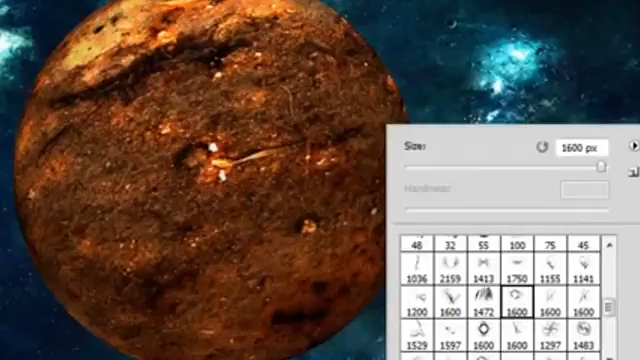 Size: 1600 px
Hardness:
48 32 55 100 75 45
1036 2159 1413 1750 1155 1141
1200 1600 1472 1600 1600 1600
1529 1597 1600 1600 1297 1483